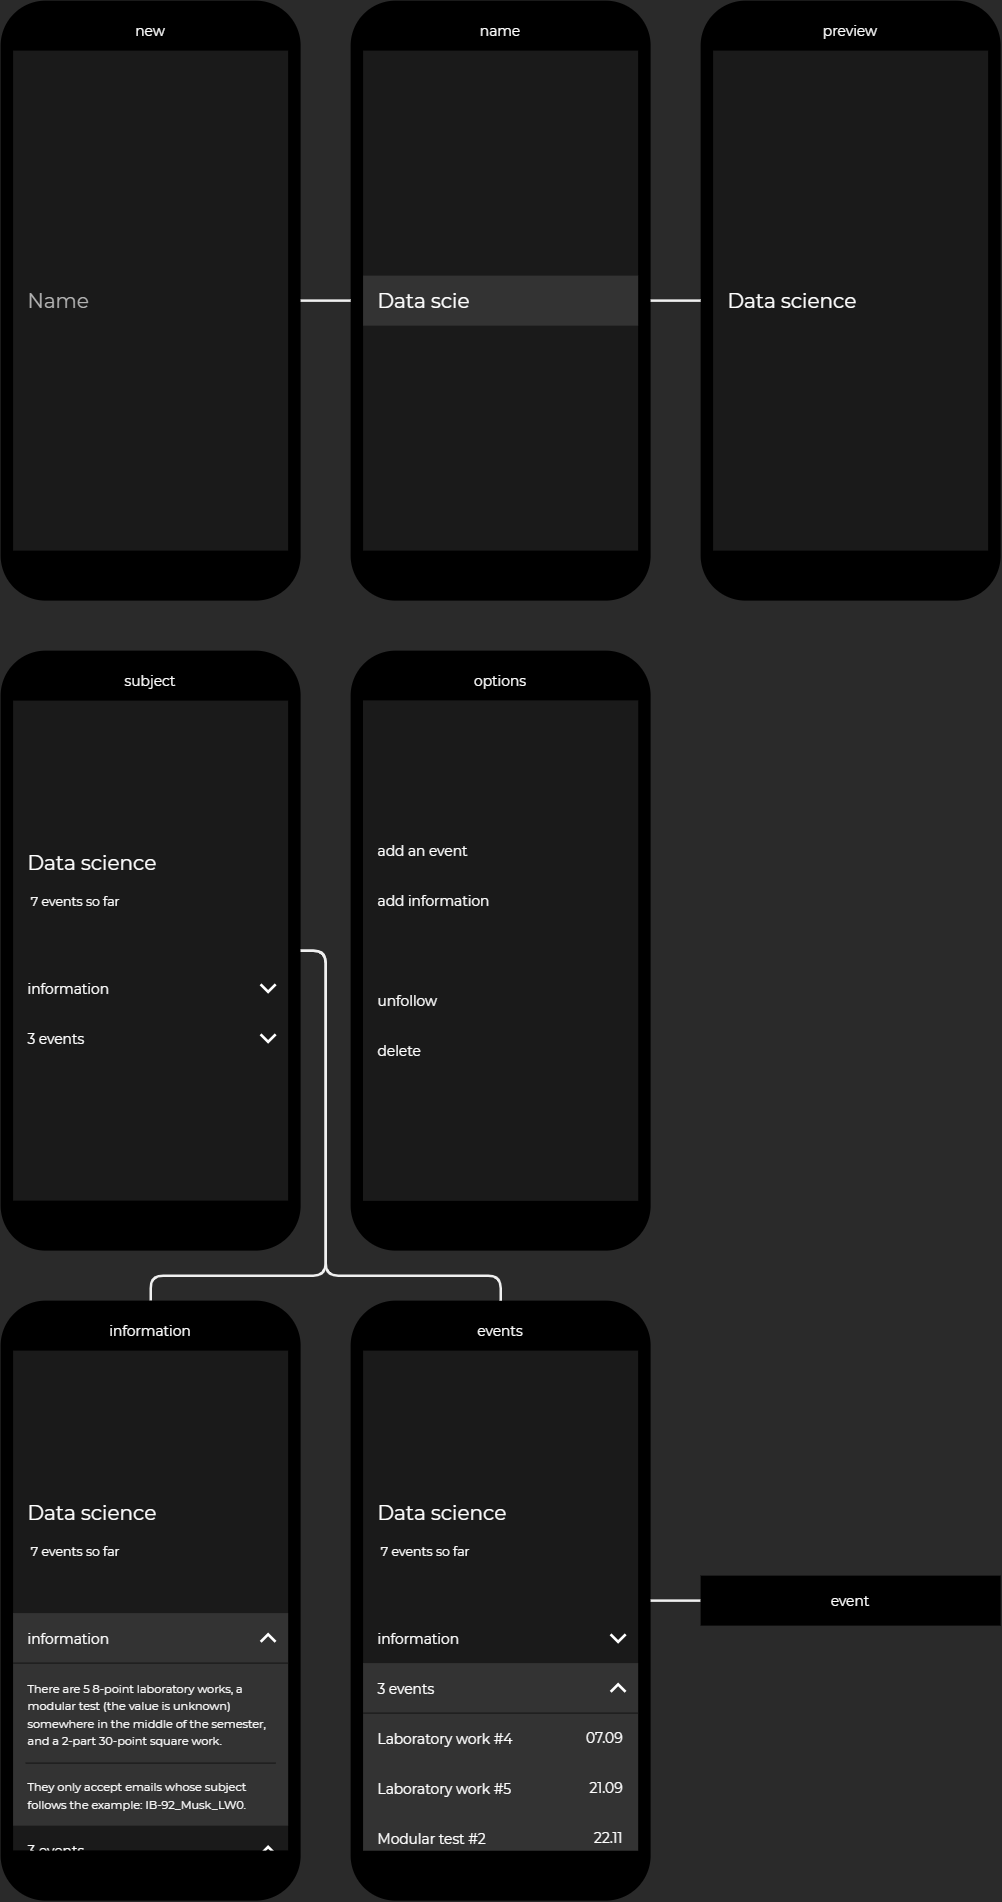 new
Name
name
Data scie
preview
Data science
subject
Data science
7 events so far
information
3 events
options
add an event
add information
unfollow
delete
information
Data science
7 events so far
information
There are 5 8-point laboratory works, a
modular test (the value is unknown)
somewhere in the middle of the semester,
and a 2-part 30-point square work.
They only accept emails whose subject
follows the example: IB-92_Musk_LW0.
3 events
events
Data science
7 events so far
information
3 events
Laboratory work #4 07.09
Laboratory work #5 21.09
Modular test #2 22.11
event